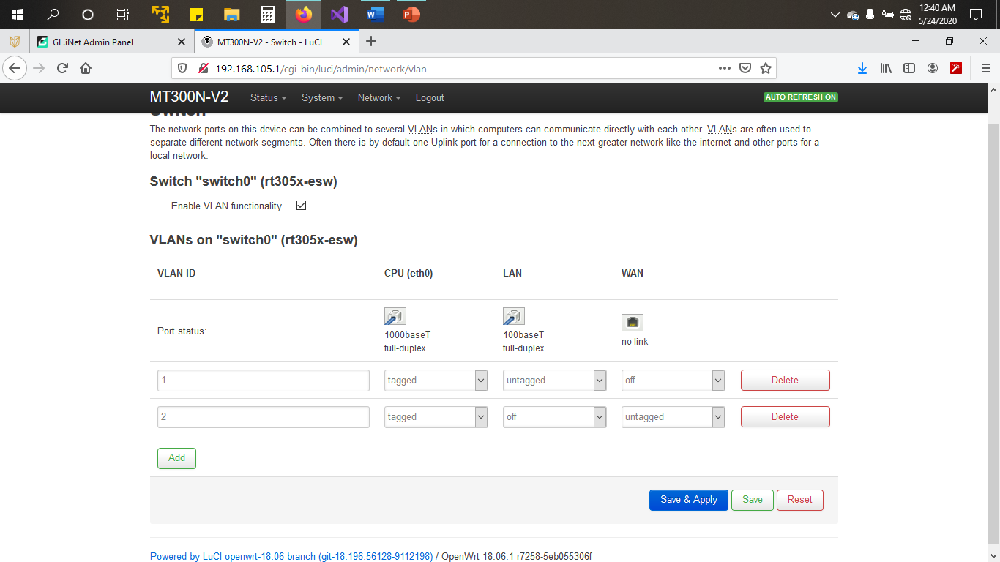 12:40 AM
5/24/2020
GL.iNet Admin Panel
MT300N-V2 - Switch - LuCI
192.168.105.1/cgi-bin/luci/admin/network/vlan
MT300N-V2 Status System Network Logout AUTO REFRESH ON
Switch
The network ports on this device can be combined to several VLANs in which computers can communicate directly with each other. VLANs are often used to
separate different network segments. Often there is by default one Uplink port for a connection to the next greater network like the internet and other ports for a
local network.
Switch "switch0" (rt305x-esw)
Enable VLAN functionality
VLANs on "switch0" (rt305x-esw)
VLAN ID CPU (eth0) LAN WAN
Port status: 1000baseT full-duplex 100baseT full-duplex no link
1 tagged untagged off Delete
2 tagged off untagged Delete
Add
Save & Apply Save Reset
Powered by LuCI openwrt-18.06 branch (git-18.196.56128-9112198) / OpenWrt 18.06.1 r7258-5eb055306f